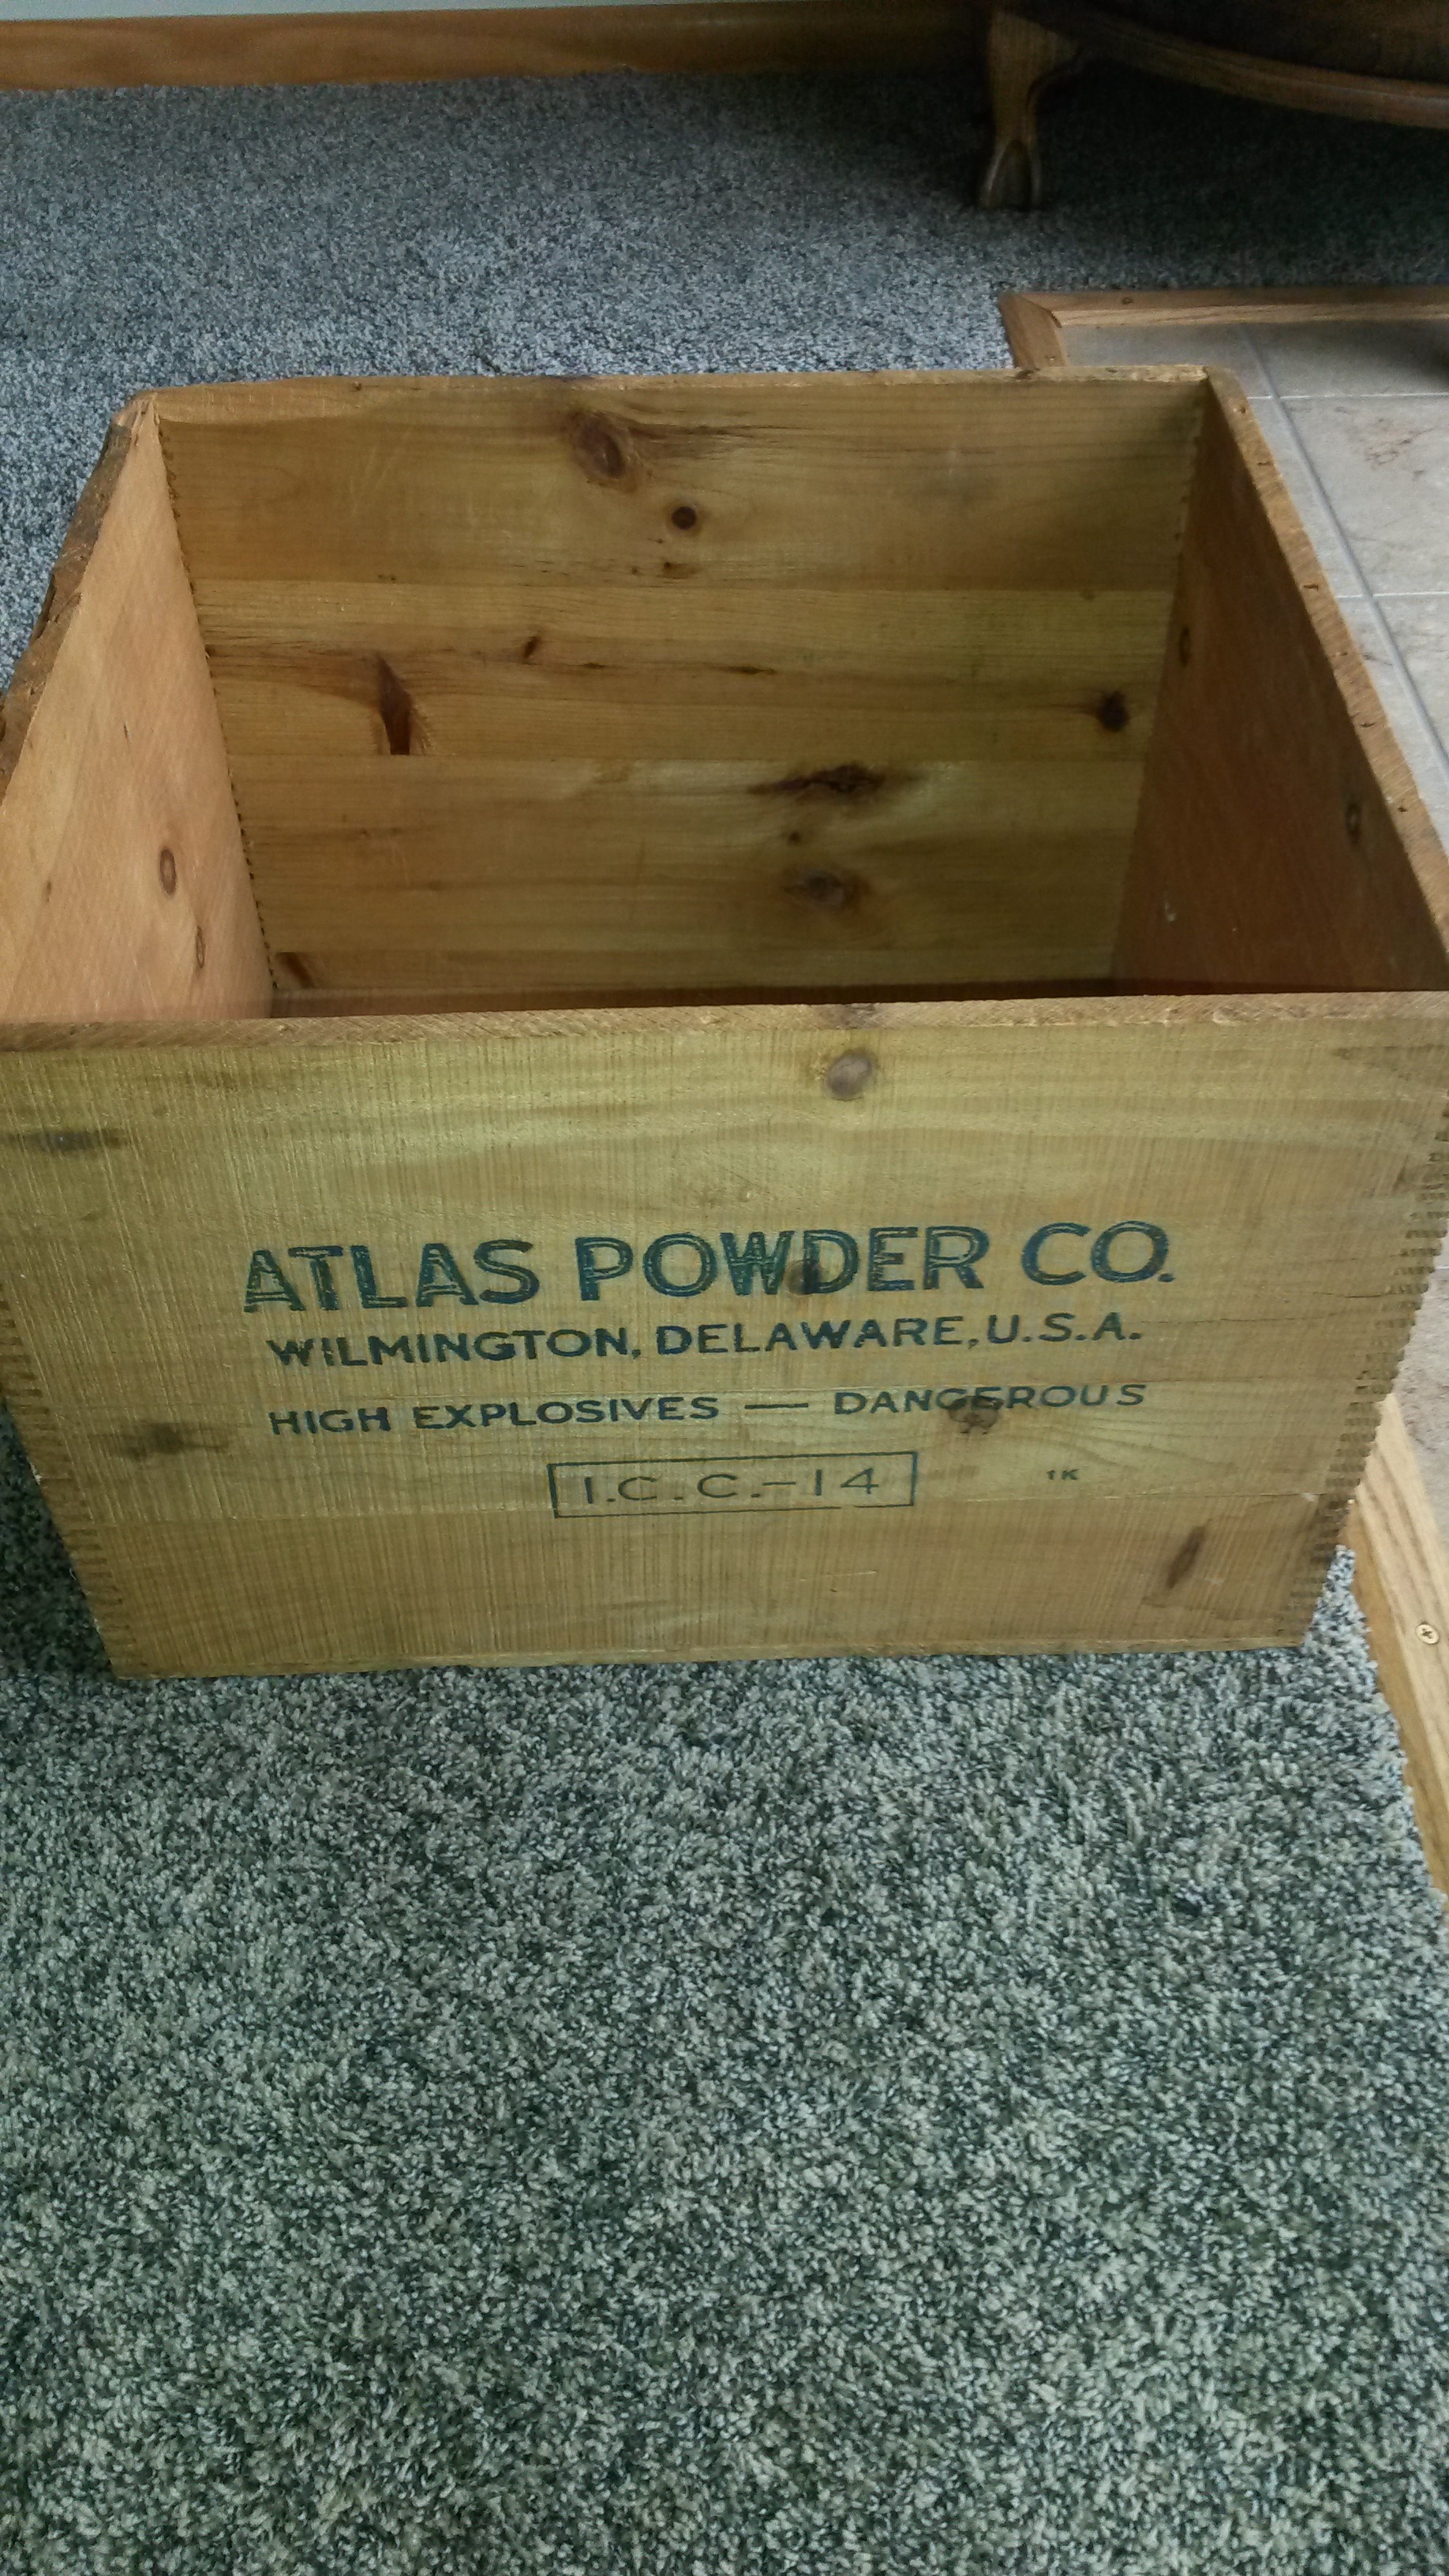 ATLAS POWDER CO.
WILMINGTON, DELAWARE, U.S.A.
HIGH EXPLOSIVES — DANGEROUS
I.C.C.-14
1K